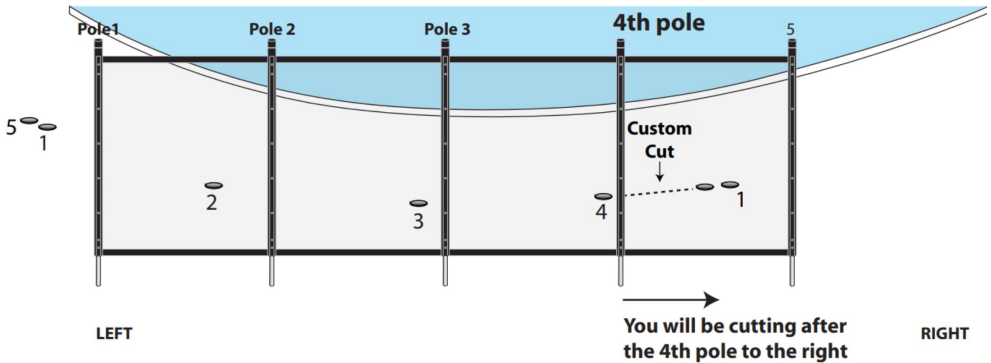 Pole1
Pole 2
Pole 3
4th pole
5
Custom
Cut
5
1
2
3
4
1
You will be cutting after
the 4th pole to the right
LEFT
RIGHT